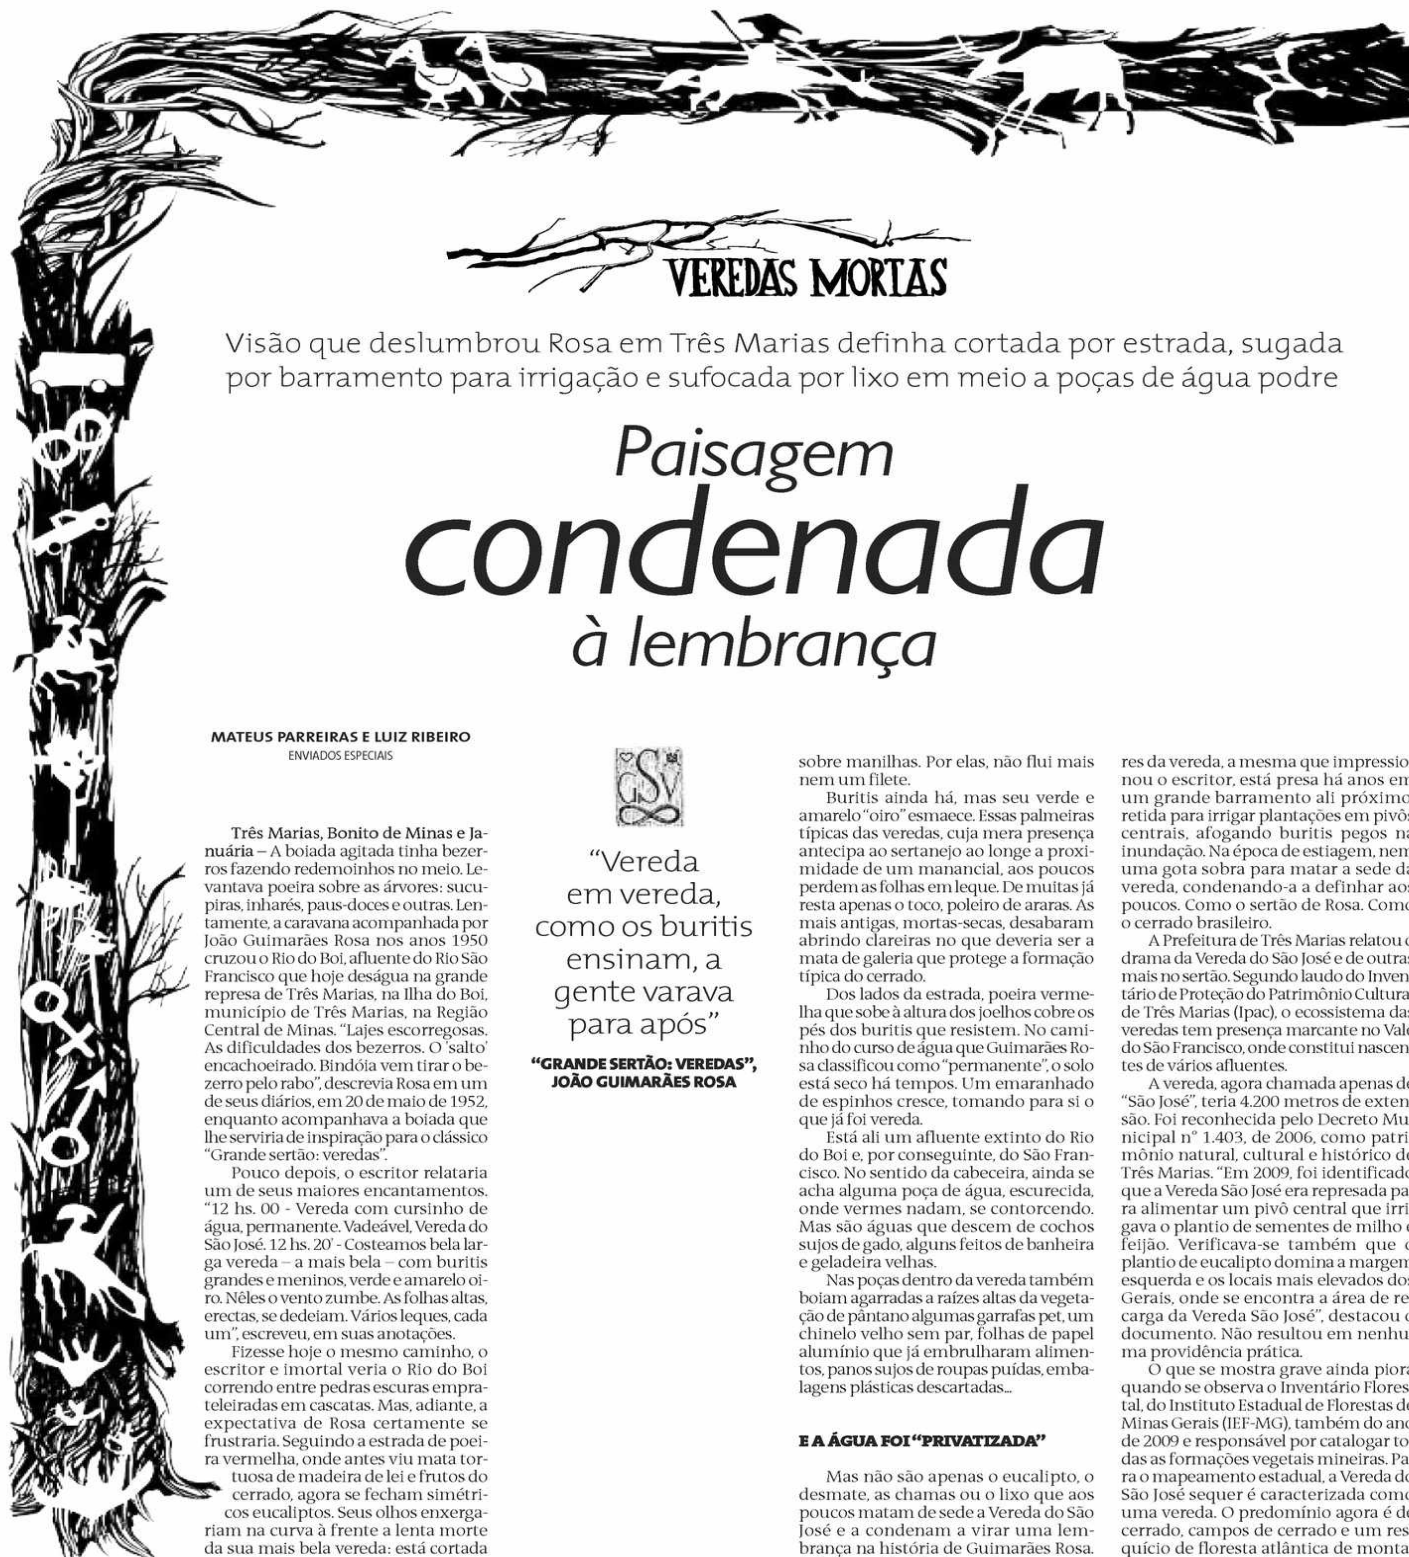 VEREDAS MORTAS
Visão que deslumbrou Rosa em Três Marias definha cortada por estrada, sugada
por barramento para irrigação e sufocada por lixo em meio a poças de água podre
Paisagem
condenada
à lembrança
MATEUS PARREIRAS E LUIZ RIBEIRO
ENVIADOS ESPECIAIS
Três Marias, Bonito de Minas e Ja-
nuária – A boiada agitada tinha bezer-
ros fazendo redemoinhos no meio. Le-
vantava poeira sobre as árvores: sucu-
piras, inharés, paus-doces e outras. Len-
tamente, a caravana acompanhada por
João Guimarães Rosa nos anos 1950
cruzou o Rio do Boi, afluente do Rio São
Francisco que hoje deságua na grande
represa de Três Marias, na Ilha do Boi,
município de Três Marias, na Região
Central de Minas. “Lajes escorregosas.
As dificuldades dos bezerros. O ‘salto’
encachoeirado. Bindóia vem tirar o be-
zerro pelo rabo”, descrevia Rosa em um
de seus diários, em 20 de maio de 1952,
enquanto acompanhava a boiada que
lhe serviria de inspiração para o clássico
“Grande sertão: veredas”.
Pouco depois, o escritor relataria
um de seus maiores encantamentos.
“12 hs. 00 - Vereda com cursinho de
água, permanente. Vadeável, Vereda do
São José. 12 hs. 20’ - Costeamos bela lar-
ga vereda – a mais bela – com buritis
grandes e meninos, verde e amarelo oi-
ro. Nêles o vento zumbe. As folhas altas,
erectas, se dedeiam. Vários leques, cada
um”, escreveu, em suas anotações.
Fizesse hoje o mesmo caminho, o
escritor e imortal veria o Rio do Boi
correndo entre pedras escuras empra-
teleiradas em cascatas. Mas, adiante, a
expectativa de Rosa certamente se
frustraria. Seguindo a estrada de poei-
ra vermelha, onde antes viu mata tor-
tuosa de madeira de lei e frutos do
cerrado, agora se fecham simétri-
cos eucaliptos. Seus olhos enxerga-
riam na curva à frente a lenta morte
da sua mais bela vereda: está cortada
GSV
“Vereda
em vereda,
como os buritis
ensinam, a
gente varava
para após”
“GRANDE SERTÃO: VEREDAS”,
JOÃO GUIMARÃES ROSA
sobre manilhas. Por elas, não flui mais
nem um filete.
Buritis ainda há, mas seu verde e
amarelo “oiro” esmaece. Essas palmeiras
típicas das veredas, cuja mera presença
antecipa ao sertanejo ao longe a proxi-
midade de um manancial, aos poucos
perdem as folhas em leque. De muitas já
resta apenas o toco, poleiro de araras. As
mais antigas, mortas-secas, desabaram
abrindo clareiras no que deveria ser a
mata de galeria que protege a formação
típica do cerrado.
Dos lados da estrada, poeira verme-
lha que sobe à altura dos joelhos cobre os
pés dos buritis que resistem. No cami-
nho do curso de água que Guimarães Ro-
sa classificou como “permanente”, o solo
está seco há tempos. Um emaranhado
de espinhos cresce, tomando para si o
que já foi vereda.
Está ali um afluente extinto do Rio
do Boi e, por conseguinte, do São Fran-
cisco. No sentido da cabeceira, ainda se
acha alguma poça de água, escurecida,
onde vermes nadam, se contorcendo.
Mas são águas que descem de cochos
sujos de gado, alguns feitos de banheira
e geladeira velhas.
Nas poças dentro da vereda também
boiam agarradas a raízes altas da vegeta-
ção de pântano algumas garrafas pet, um
chinelo velho sem par, folhas de papel
alumínio que já embrulharam alimen-
tos, panos sujos de roupas puídas, emba-
lagens plásticas descartadas...
E A ÁGUA FOI “PRIVATIZADA”
Mas não são apenas o eucalipto, o
desmate, as chamas ou o lixo que aos
poucos matam de sede a Vereda do São
José e a condenam a virar uma lem-
brança na história de Guimarães Rosa.
res da vereda, a mesma que impressio
nou o escritor, está presa há anos em
um grande barramento ali próximo
retida para irrigar plantações em pivôs
centrais, afogando buritis pegos na
inundação. Na época de estiagem, nem
uma gota sobra para matar a sede da
vereda, condenando-a a definhar aos
poucos. Como o sertão de Rosa. Como
o cerrado brasileiro.
A Prefeitura de Três Marias relatou o
drama da Vereda do São José e de outras
mais no sertão. Segundo laudo do Inven
tário de Proteção do Patrimônio Cultura
de Três Marias (Ipac), o ecossistema das
veredas tem presença marcante no Vale
do São Francisco, onde constitui nascen
tes de vários afluentes.
A vereda, agora chamada apenas de
“São José”, teria 4.200 metros de exten
são. Foi reconhecida pelo Decreto Mu
nicipal nº 1.403, de 2006, como patri
mônio natural, cultural e histórico de
Três Marias. “Em 2009, foi identificado
que a Vereda São José era represada pa
ra alimentar um pivô central que irri
gava o plantio de sementes de milho e
feijão. Verificava-se também que o
plantio de eucalipto domina a margem
esquerda e os locais mais elevados dos
Gerais, onde se encontra a área de re
carga da Vereda São José”, destacou o
documento. Não resultou em nenhu
ma providência prática.
O que se mostra grave ainda piora
quando se observa o Inventário Flores
tal, do Instituto Estadual de Florestas de
Minas Gerais (IEF-MG), também do ano
de 2009 e responsável por catalogar to
das as formações vegetais mineiras. Pa
ra o mapeamento estadual, a Vereda do
São José sequer é caracterizada como
uma vereda. O predomínio agora é de
cerrado, campos de cerrado e um res
quício de floresta atlântica de monta